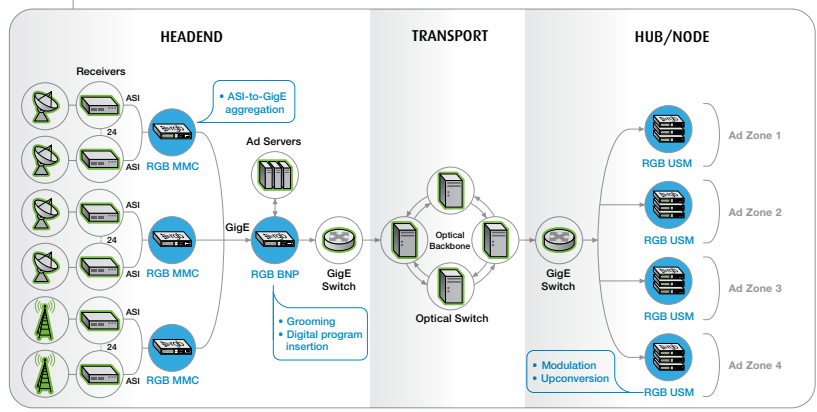 HEADEND
TRANSPORT
HUB/NODE
Receivers
ASI
24
ASI
RGB MMC
• ASI-to-GigE
aggregation
ASI
24
ASI
RGB MMC
ASI
24
ASI
RGB MMC
Ad Servers
GigE
RGB BNP
• Grooming
• Digital program
insertion
GigE
Switch
Optical
Backbone
Optical Switch
GigE
Switch
RGB USM
Ad Zone 1
RGB USM
Ad Zone 2
RGB USM
Ad Zone 3
• Modulation
• Upconversion
RGB USM
Ad Zone 4